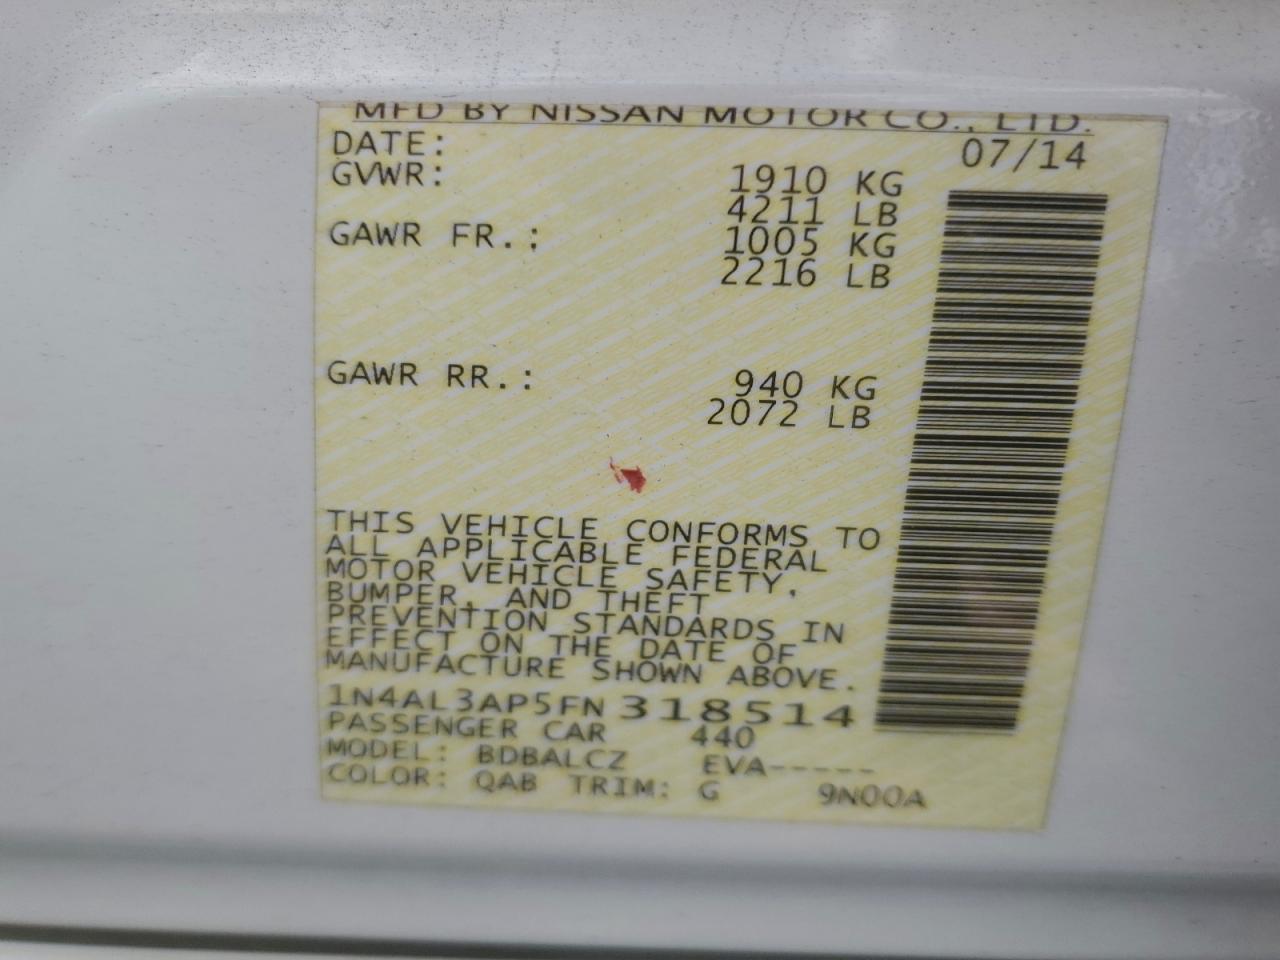 MFD BY NISSAN MOTOR CO., LTD.
DATE: 07/14
GVWR: 1910 KG
4211 LB
GAWR FR.: 1005 KG
2216 LB
GAWR RR.: 940 KG
2072 LB
THIS VEHICLE CONFORMS TO
ALL APPLICABLE FEDERAL
MOTOR VEHICLE SAFETY,
BUMPER, AND THEFT
PREVENTION STANDARDS IN
EFFECT ON THE DATE OF
MANUFACTURE SHOWN ABOVE.
1N4AL3AP5FN318514
PASSENGER CAR 440
MODEL: BDBALCZ EVA-----
COLOR: QAB TRIM: G 9N00A